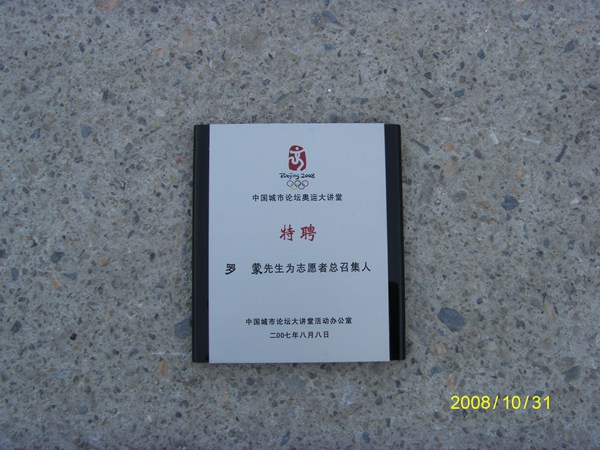 Beijing 2008
中国城市论坛奥运大讲堂
特聘
罗 蒙先生为志愿者总召集人
中国城市论坛大讲堂活动办公室
二00七年八月八日
2008/10/31